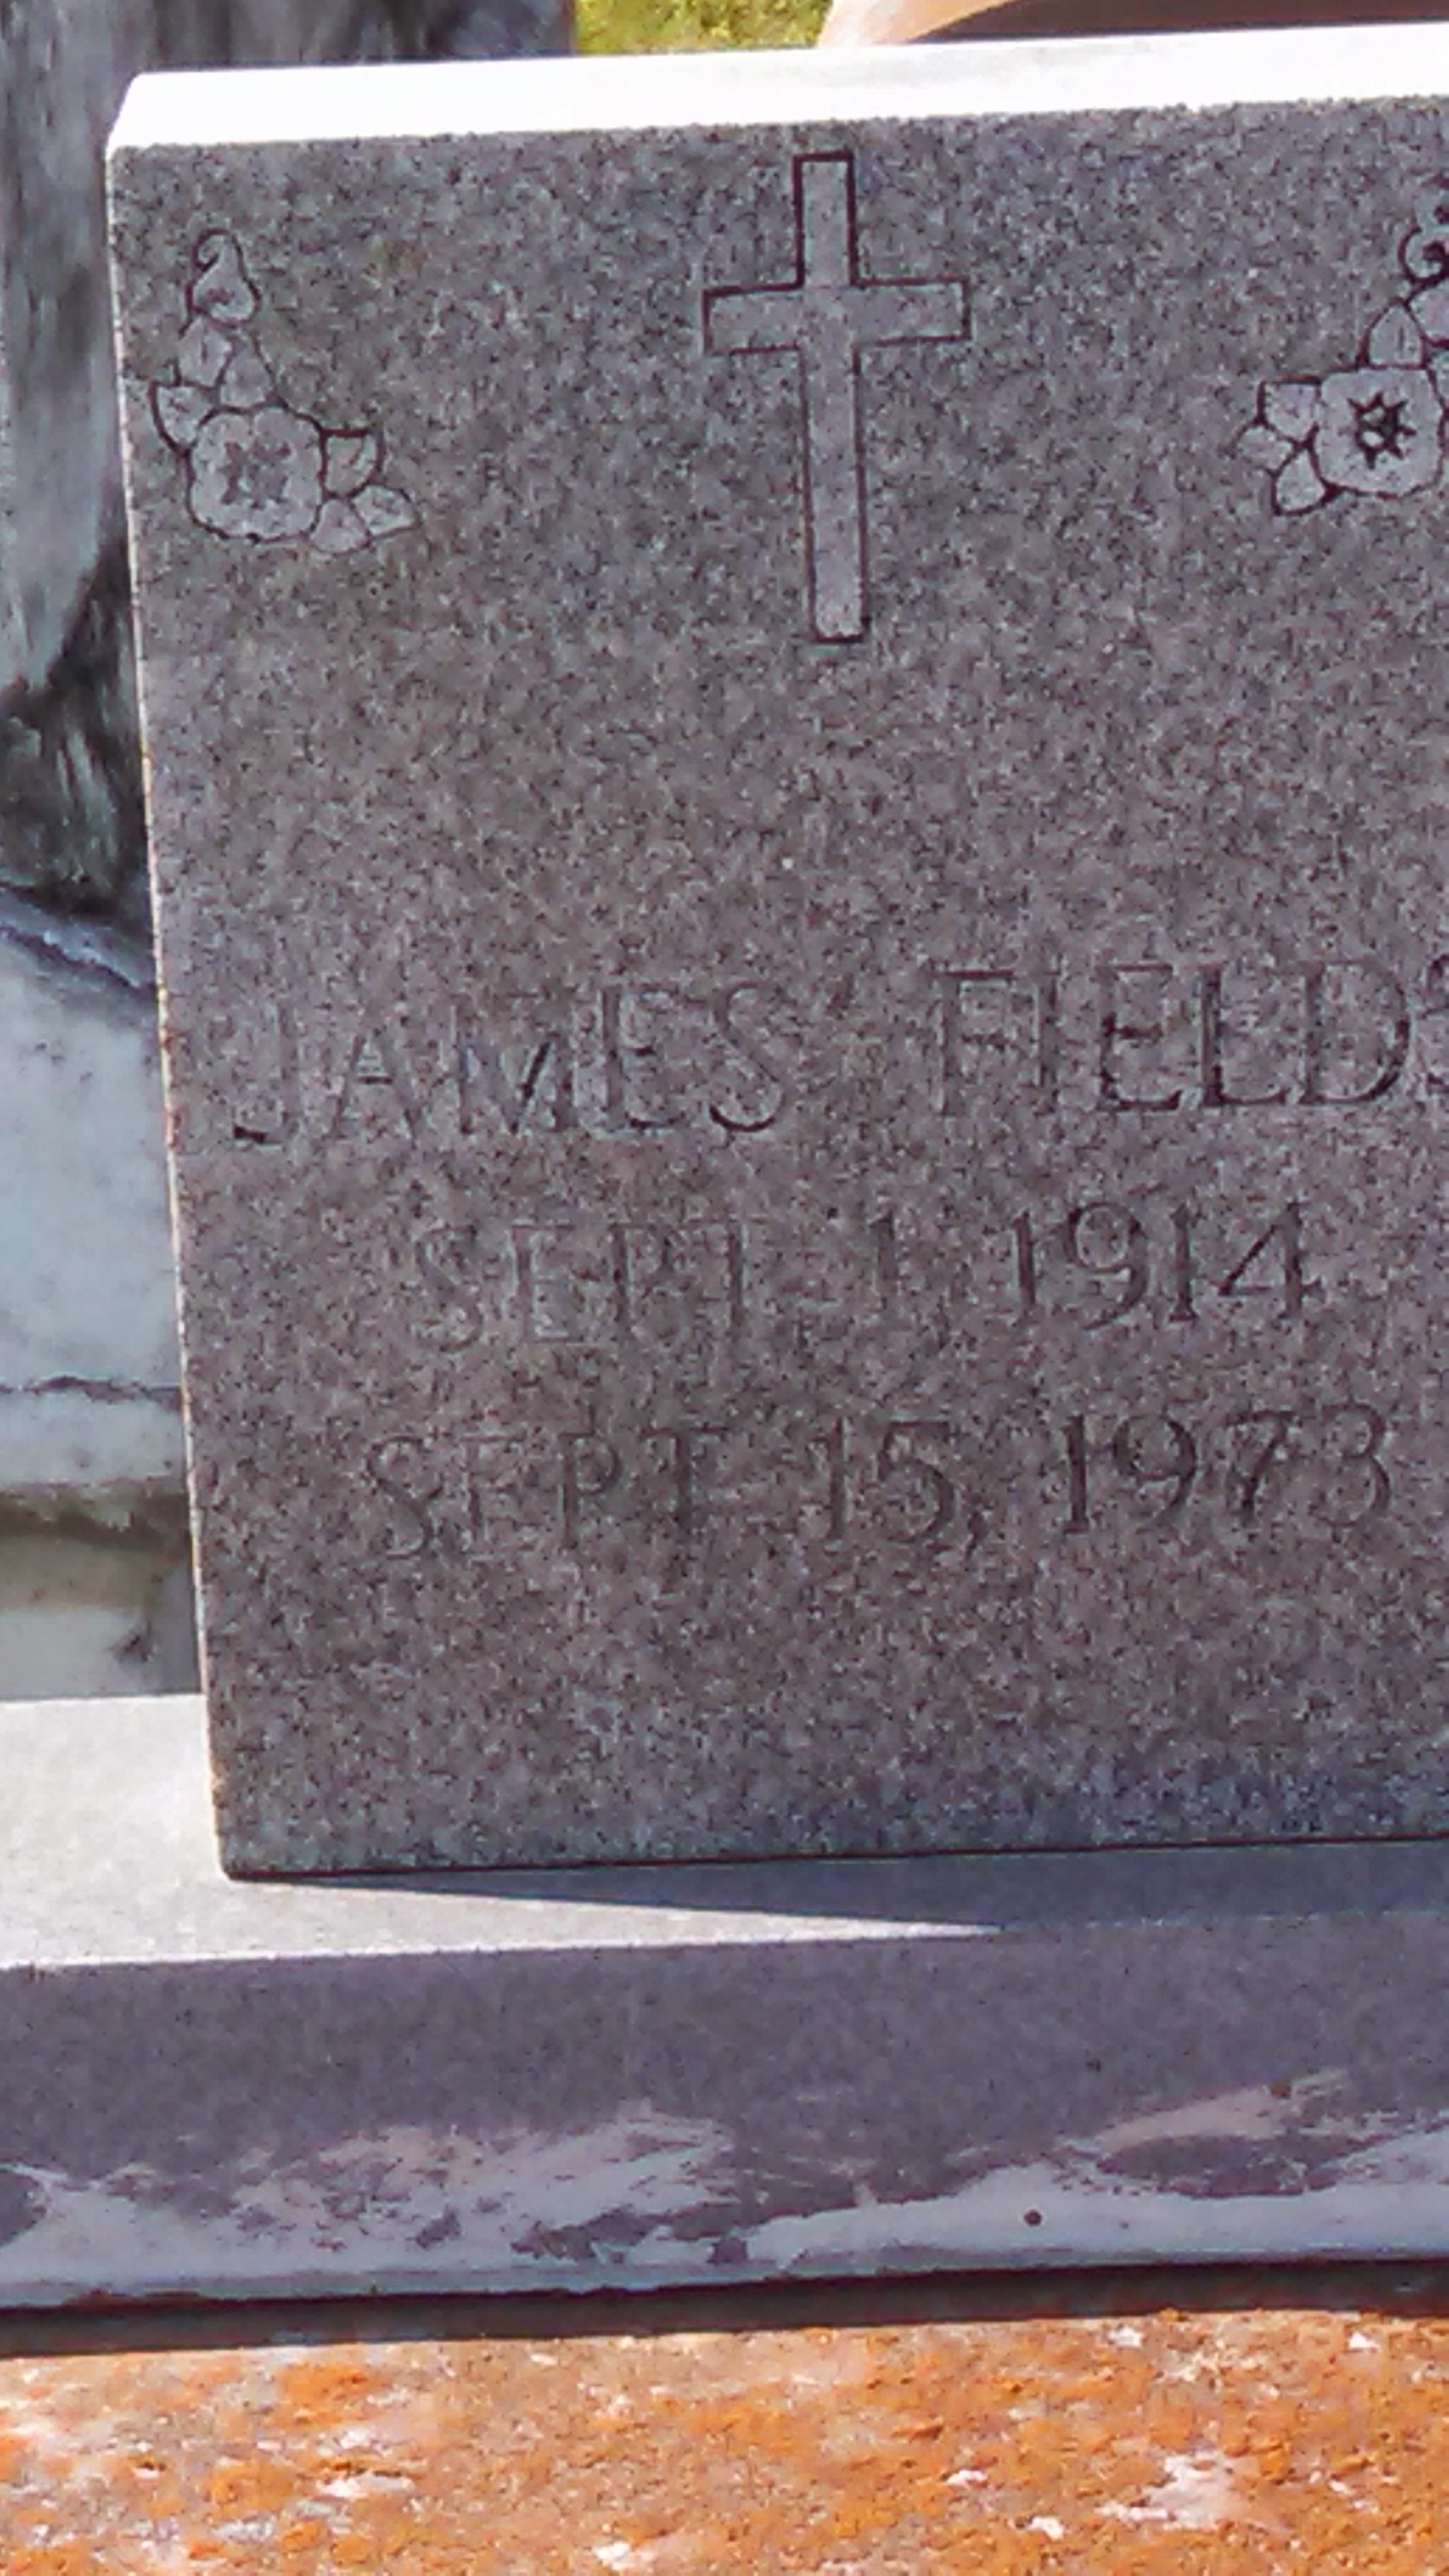 JAMES FIELDS
SEPT. 1, 1914
SEPT. 15, 1973